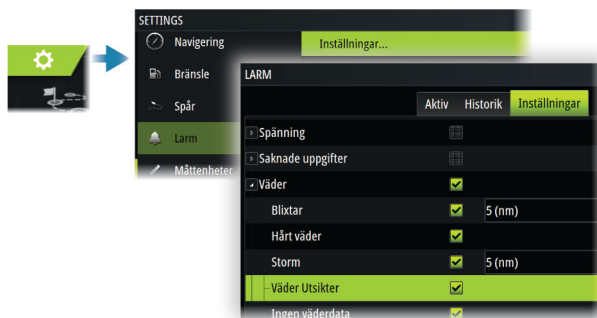 SETTINGS
Navigering
Inställningar...
Bränsle
Spår
Larm
Måttenheter
LARM
Aktiv Historik Inställningar
Spänning
Saknade uppgifter
Väder
Blixtar 5 (nm)
Hårt väder
Storm 5 (nm)
Väder Utsikter
Ingen väderdata